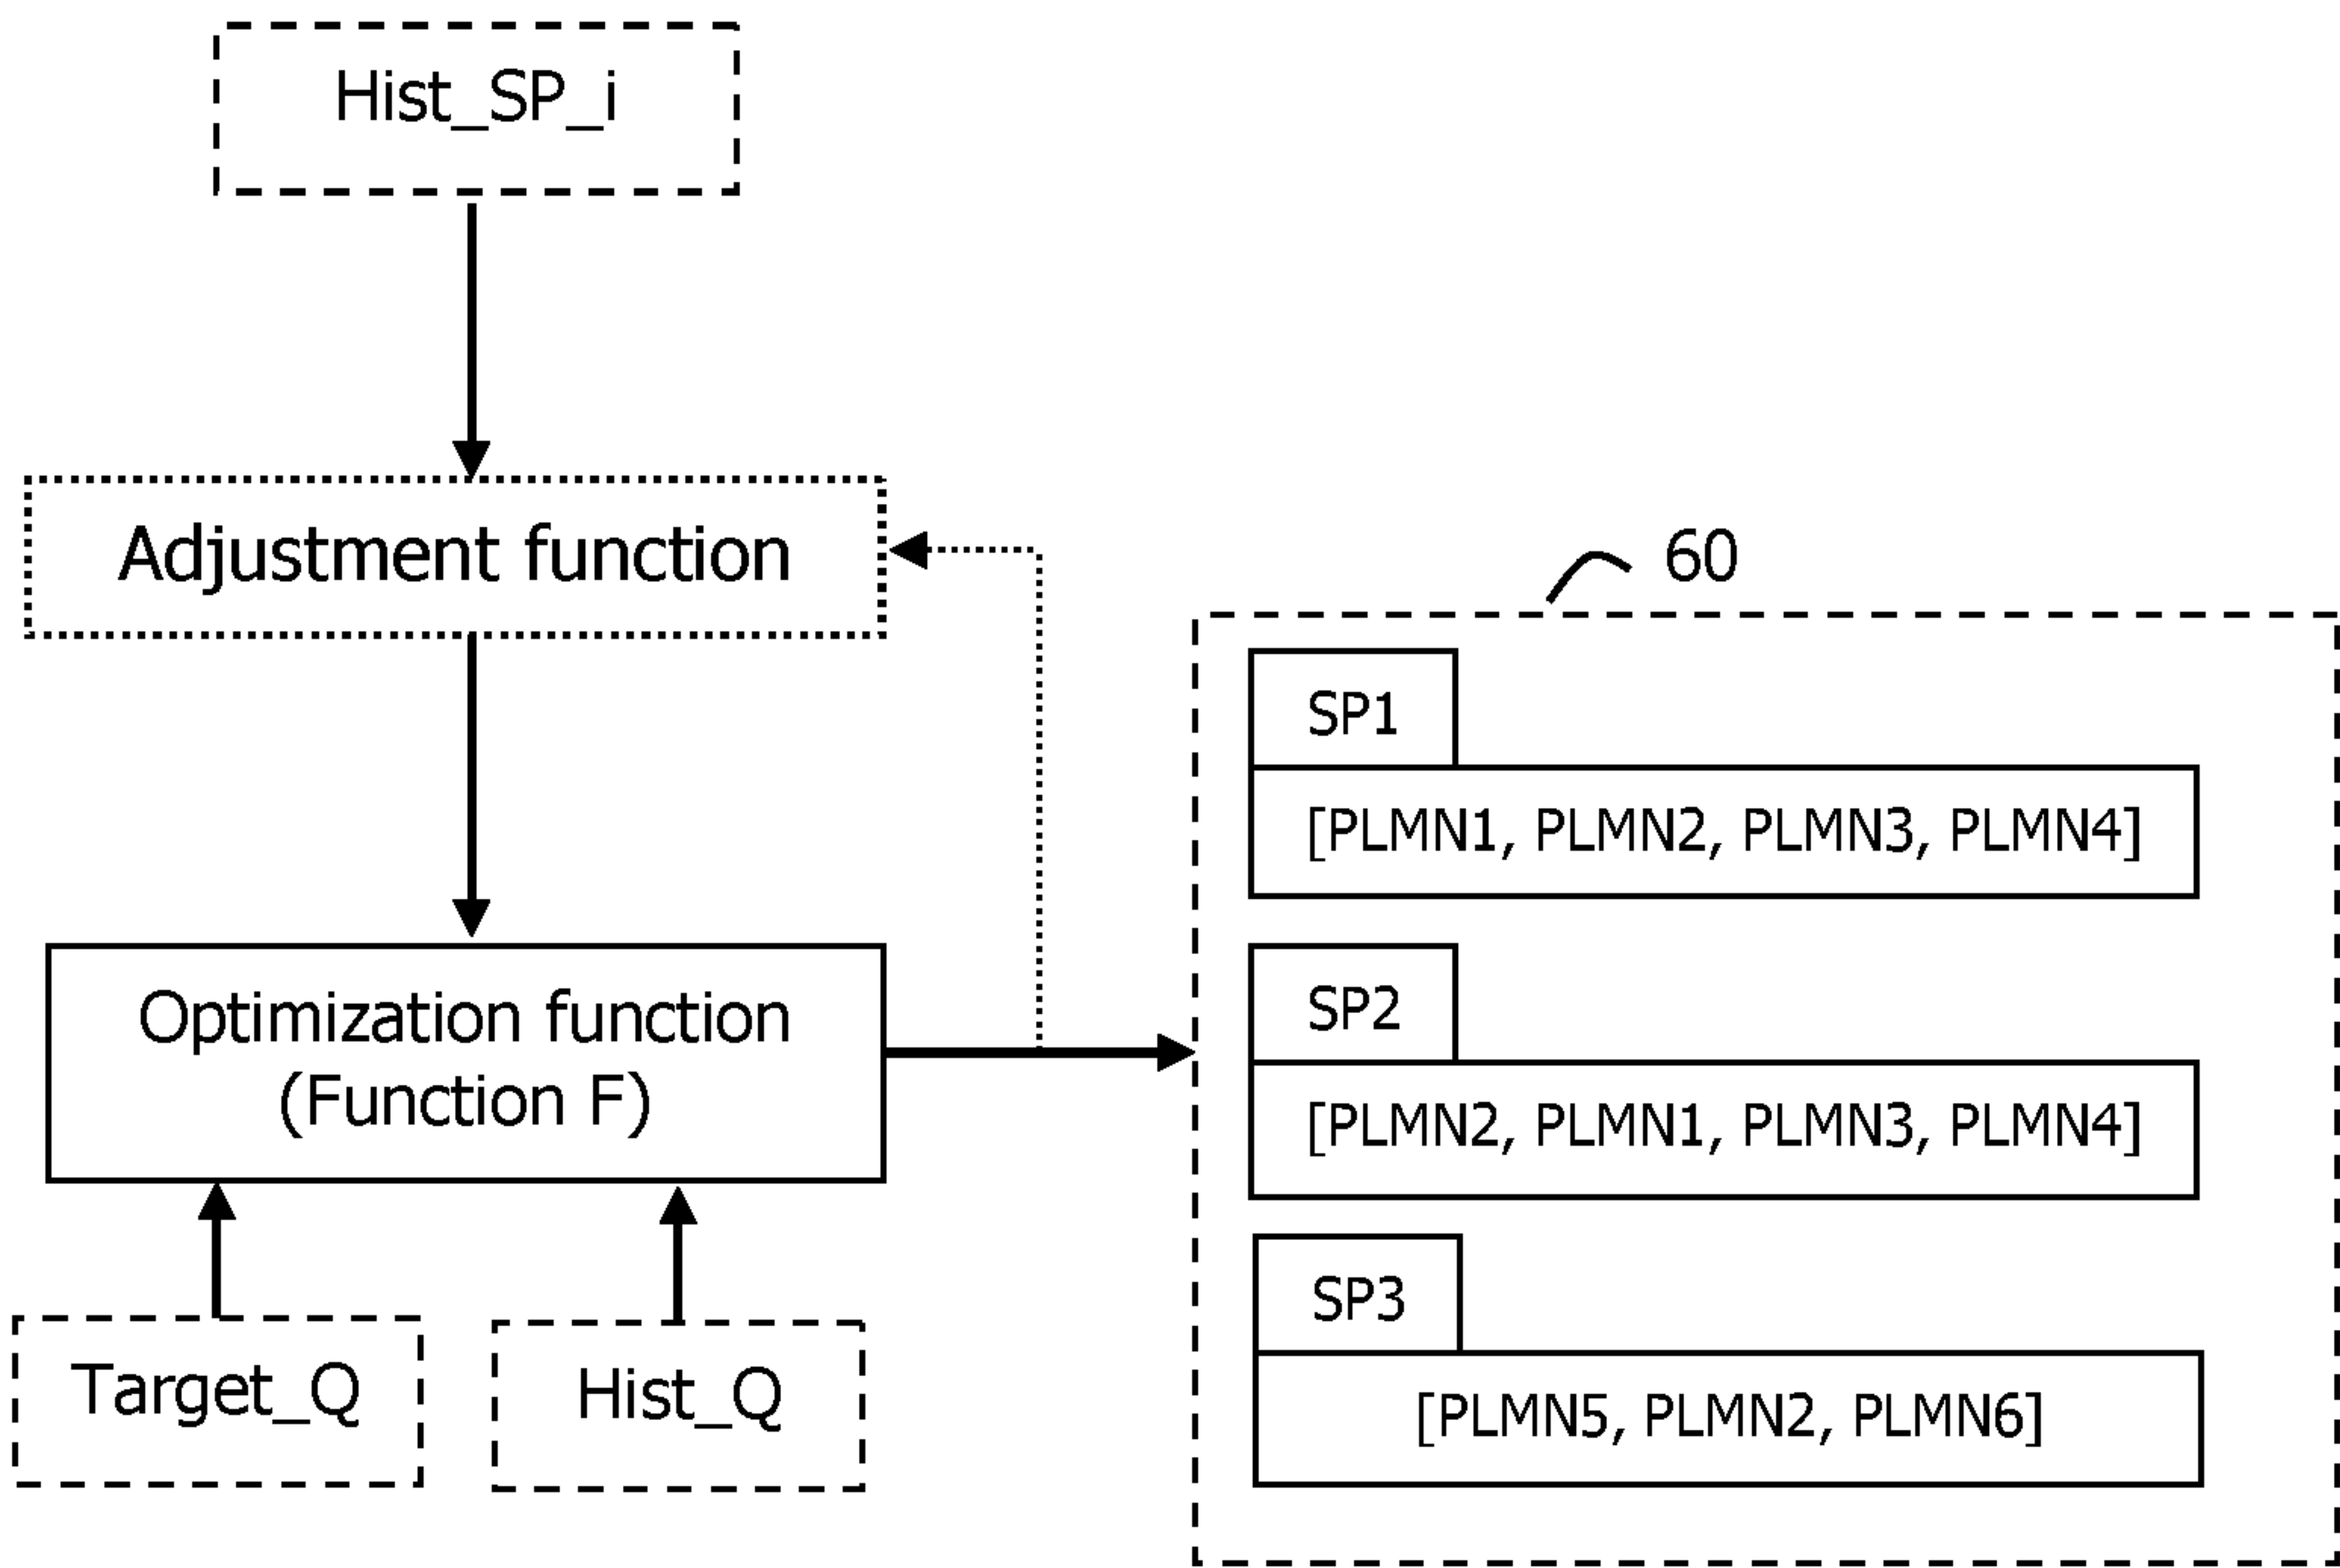 Hist_SP_i
Adjustment function
60
SP1
[PLMN1, PLMN2, PLMN3, PLMN4]
Optimization function
(Function F)
SP2
[PLMN2, PLMN1, PLMN3, PLMN4]
SP3
[PLMN5, PLMN2, PLMN6]
Target_Q
Hist_Q